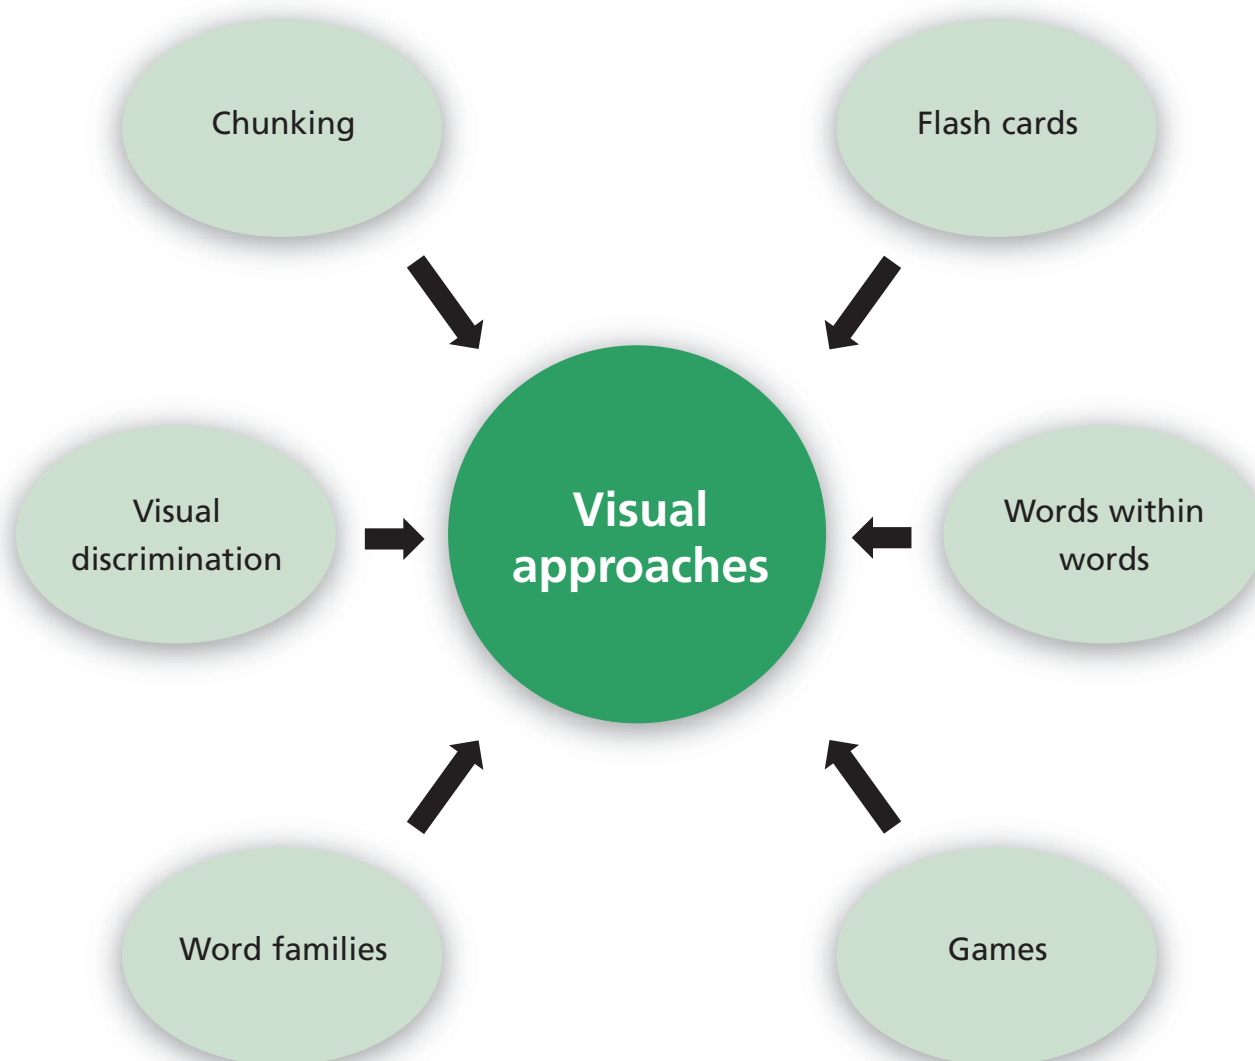 Chunking
Flash cards
Visual
discrimination
Visual
approaches
Words within
words
Word families
Games